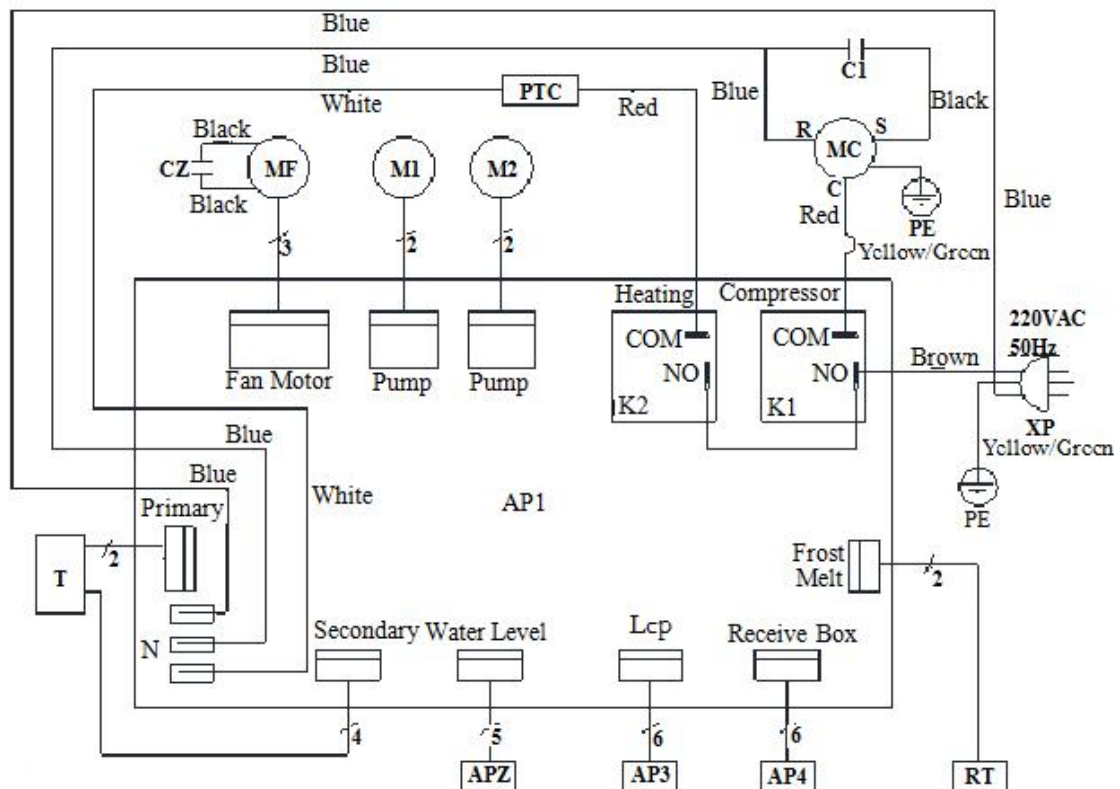 Blue
Blue
C1
PTC
White
Red
Blue
Black
R
S
MC
C
Black
CZ
MF
M1
M2
Black
Red
PE
Blue
Yellow/Green
3
2
2
Heating
Compressor
220VAC
50Hz
COM
COM
Brown
NO
NO
Fan Motor
Pump
Pump
K2
K1
XP
Yellow/Green
Blue
Blue
White
Primary
AP1
PE
T
2
Frost
Melt
2
N
Secondary
Water Level
Lcp
Receive Box
4
5
6
6
APZ
AP3
AP4
RT